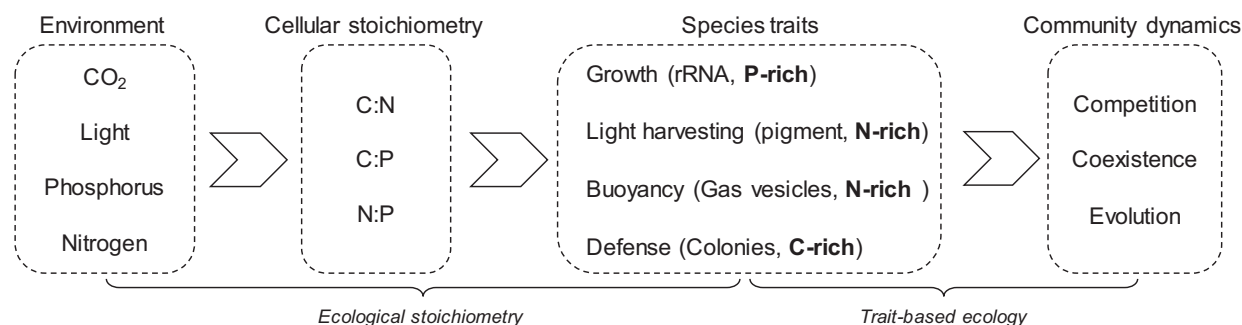 Environment
CO₂
Light
Phosphorus
Nitrogen
Cellular stoichiometry
C:N
C:P
N:P
Species traits
Growth (rRNA, P-rich)
Light harvesting (pigment, N-rich)
Buoyancy (Gas vesicles, N-rich )
Defense (Colonies, C-rich)
Community dynamics
Competition
Coexistence
Evolution
Ecological stoichiometry
Trait-based ecology